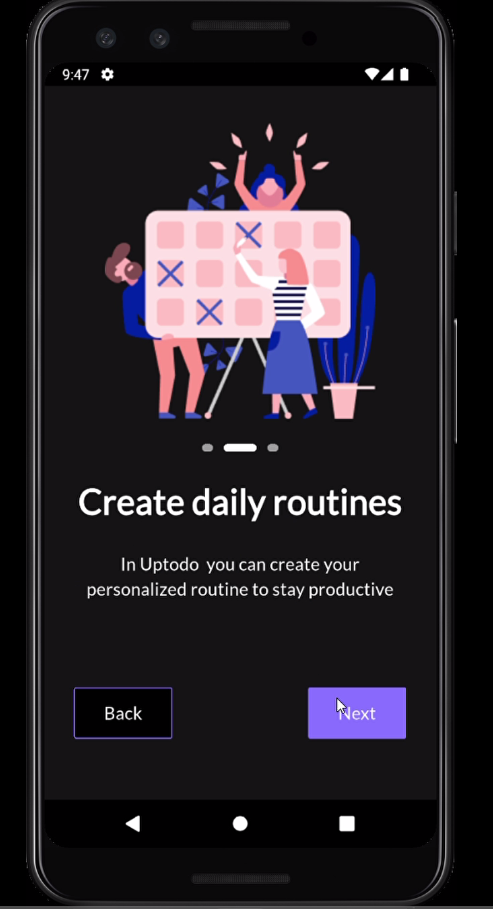 9:47
Create daily routines
In Uptodo  you can create your
personalized routine to stay productive
Back
Next